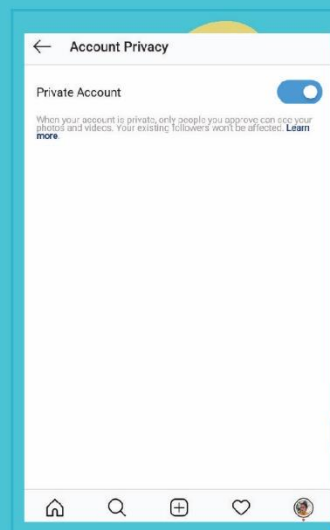 Account Privacy
Private Account
When your account is private, only people you approve can see your
photos and videos. Your existing followers won't be affected. Learn
more.